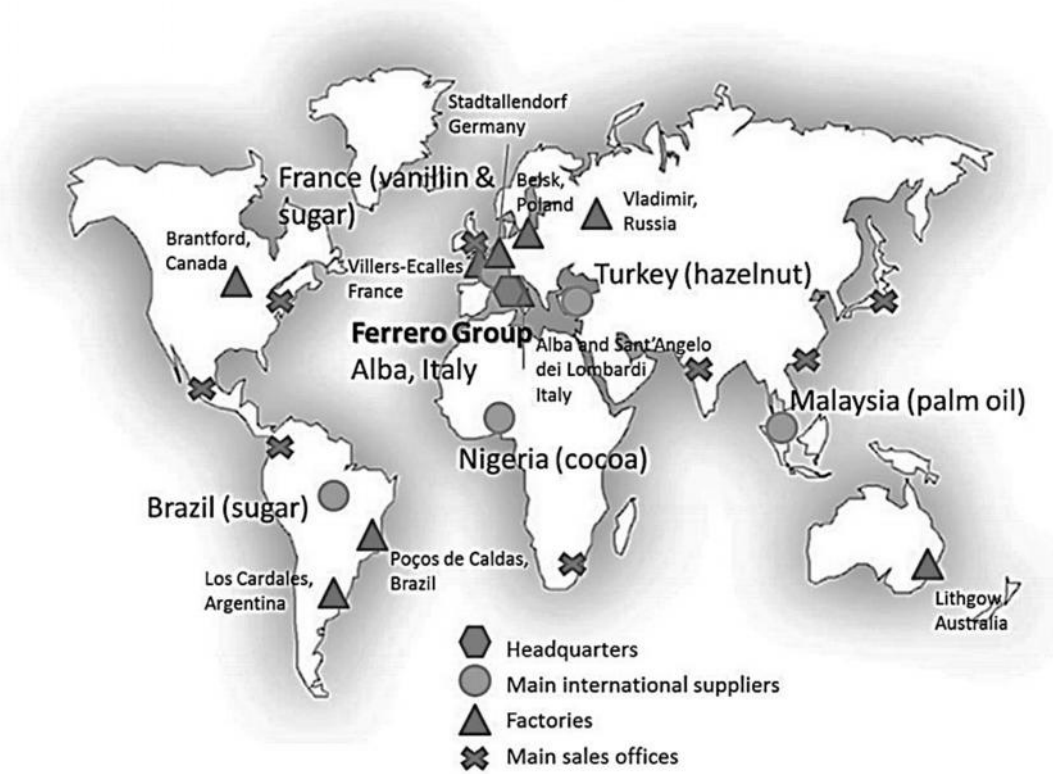 Stadtallendorf
Germany
France (vanillin &
sugar)
Belsk,
Poland
Vladimir,
Russia
Brantford,
Canada
Villers-Ecalles
France
Turkey (hazelnut)
Ferrero Group
Alba, Italy
Alba and Sant'Angelo
dei Lombardi
Italy
Malaysia (palm oil)
Nigeria (cocoa)
Brazil (sugar)
Poços de Caldas,
Brazil
Los Cardales,
Argentina
Lithgow
Australia
Headquarters
Main international suppliers
Factories
Main sales offices